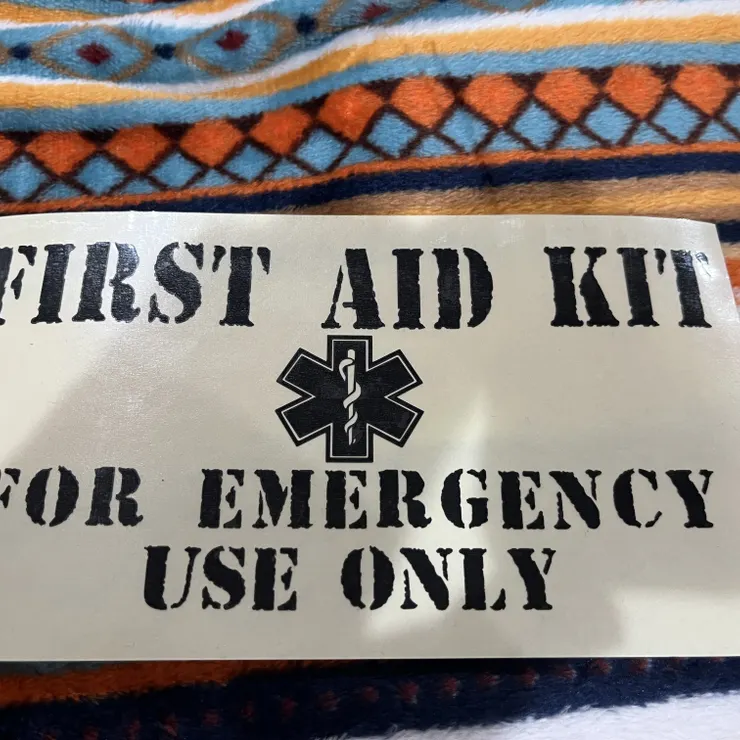 FIRST AID KIT
FOR EMERGENCY
USE ONLY